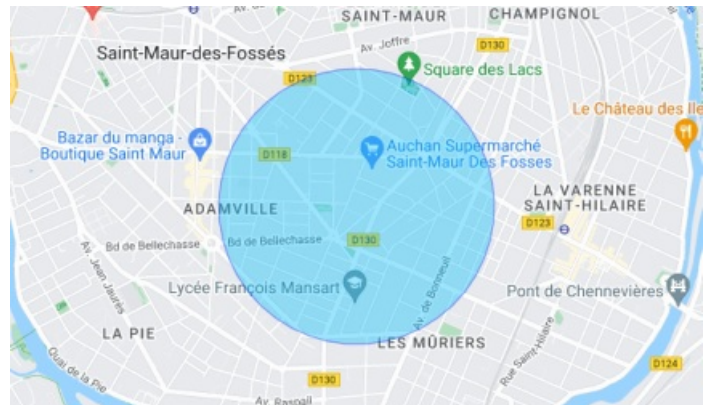 SAINT-MAUR
CHAMPIGNOL
Av. Joffre
D130
Saint-Maur-des-Fossés
D123
Square des Lacs
Le Château des Iles
Bazar du manga -
Boutique Saint Maur
D118
Auchan Supermarché
Saint-Maur Des Fosses
LA VARENNE
SAINT-HILAIRE
ADAMVILLE
D123
Bd de Bellechasse
Bd de Bellechasse
D130
Av. Jean Jaurès
Lycée François Mansart
Av. de Bonneuil
Pont de Chennevières
LA PIE
LES MÛRIERS
Rue Saint-Hilaire
Quai de la Pie
D124
D130
Av. Raspail